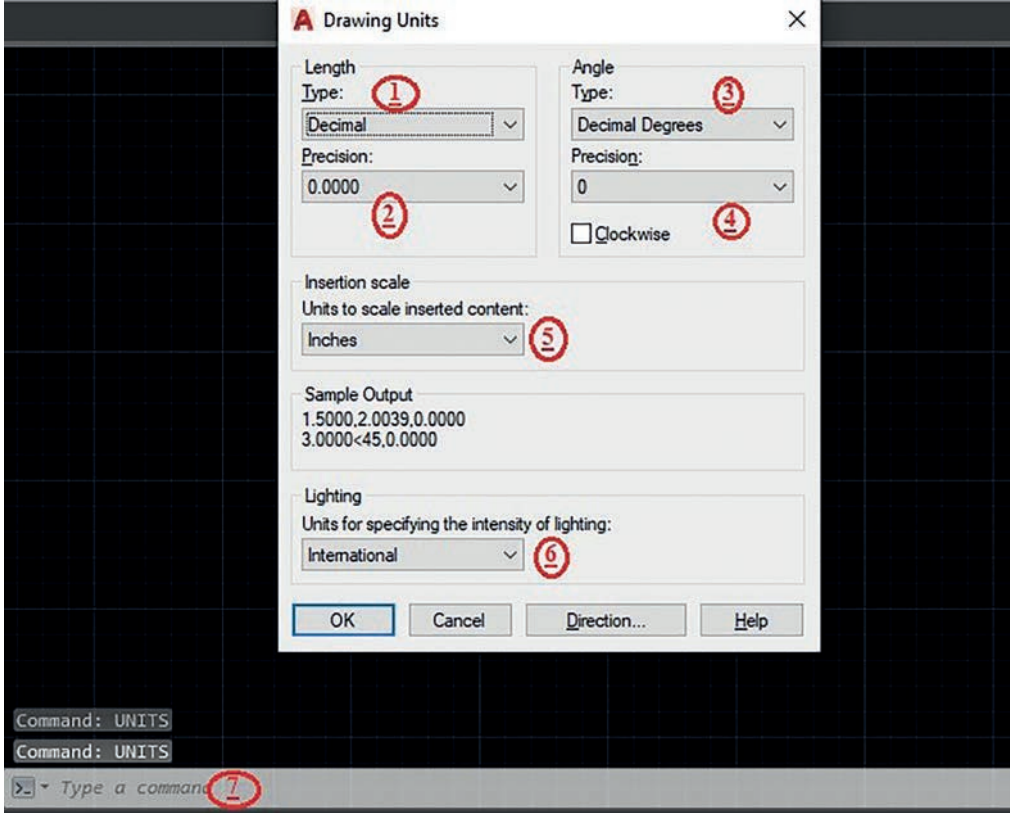 A Drawing Units
Length
Type: 1
Decimal
Precision:
0.0000
2
Angle
Type: 3
Decimal Degrees
Precision:
0
4
Clockwise
Insertion scale
Units to scale inserted content:
Inches 5
Sample Output
1.5000,2.0039,0.0000
3.0000<45,0.0000
Lighting
Units for specifying the intensity of lighting:
International 6
OK Cancel Direction... Help
Command: UNITS
Command: UNITS
Type a command 7